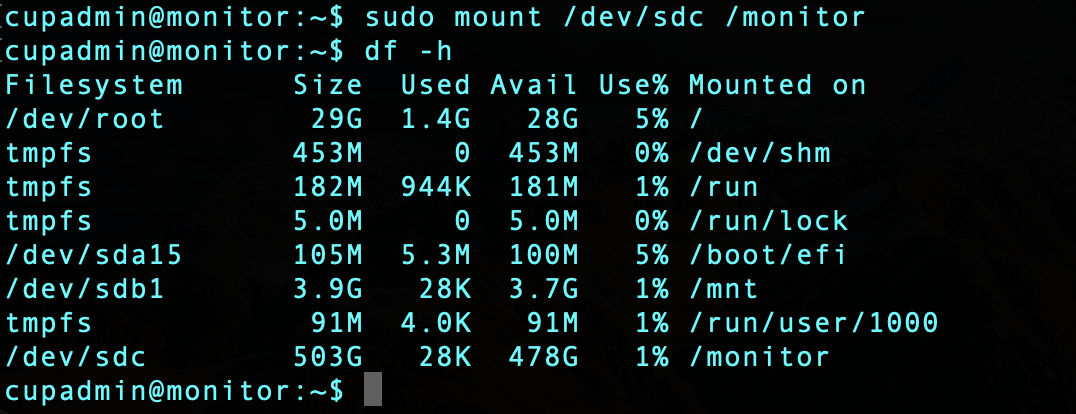 cupadmin@monitor:~$ sudo mount /dev/sdc /monitor
cupadmin@monitor:~$ df -h
Filesystem      Size  Used Avail Use% Mounted on
/dev/root        29G  1.4G   28G   5% /
tmpfs           453M     0  453M   0% /dev/shm
tmpfs           182M  944K  181M   1% /run
tmpfs           5.0M     0  5.0M   0% /run/lock
/dev/sda15      105M  5.3M  100M   5% /boot/efi
/dev/sdb1       3.9G   28K  3.7G   1% /mnt
tmpfs            91M  4.0K   91M   1% /run/user/1000
/dev/sdc        503G   28K  478G   1% /monitor
cupadmin@monitor:~$